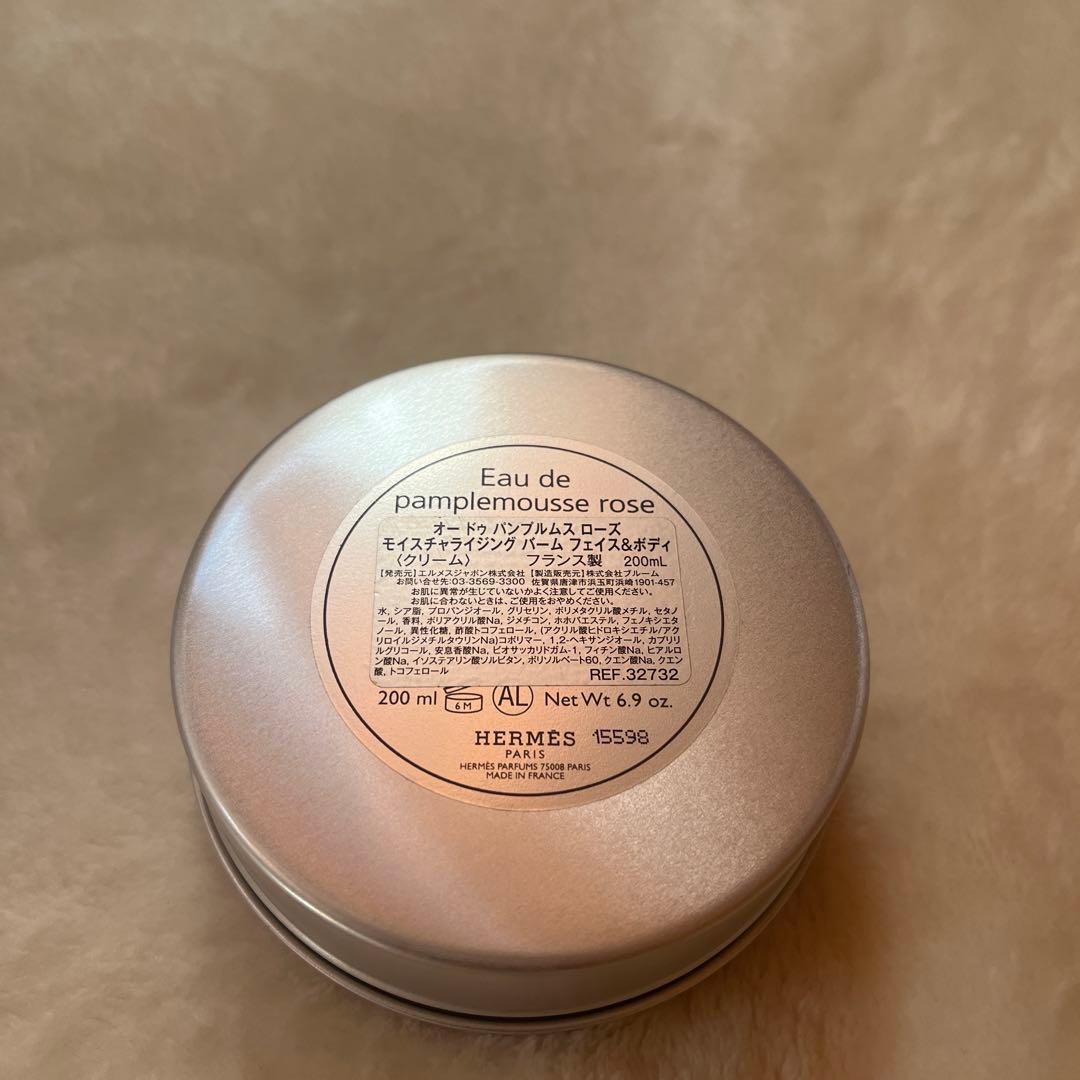 Eau de
pamplemousse rose
オー ドゥ パンプルムス ローズ
モイスチャライジング バーム フェイス&ボディ
〈クリーム〉 フランス製 200mL
【発売元】エルメスジャポン株式会社 【製造販売元】株式会社ブルーム
お問い合せ先:03-3569-3300 佐賀県唐津市浜玉町浜崎1901-457
お肌に異常が生じていないかよく注意してご使用ください。
お肌に合わないときは、ご使用をおやめください。
水, シア脂, プロパンジオール, グリセリン, ポリメタクリル酸メチル, セタノ
ール, 香料, ポリアクリル酸Na, ジメチコン, ホホバエステル, フェノキシエタ
ノール, 異性化糖, 酢酸トコフェロール, (アクリル酸ヒドロキシエチル/アク
リロイルジメチルタウリンNa)コポリマー, 1,2-ヘキサンジオール, カプリリ
ルグリコール, 安息香酸Na, ビオサッカリドガム-1, フィチン酸Na, ヒアルロ
ン酸Na, イソステアリン酸ソルビタン, ポリソルベート60, クエン酸Na, クエン
酸, トコフェロール REF.32732
200 ml 6M AL Net Wt 6.9 oz.
HERMÈS 15598
PARIS
HERMÈS PARFUMS 75008 PARIS
MADE IN FRANCE